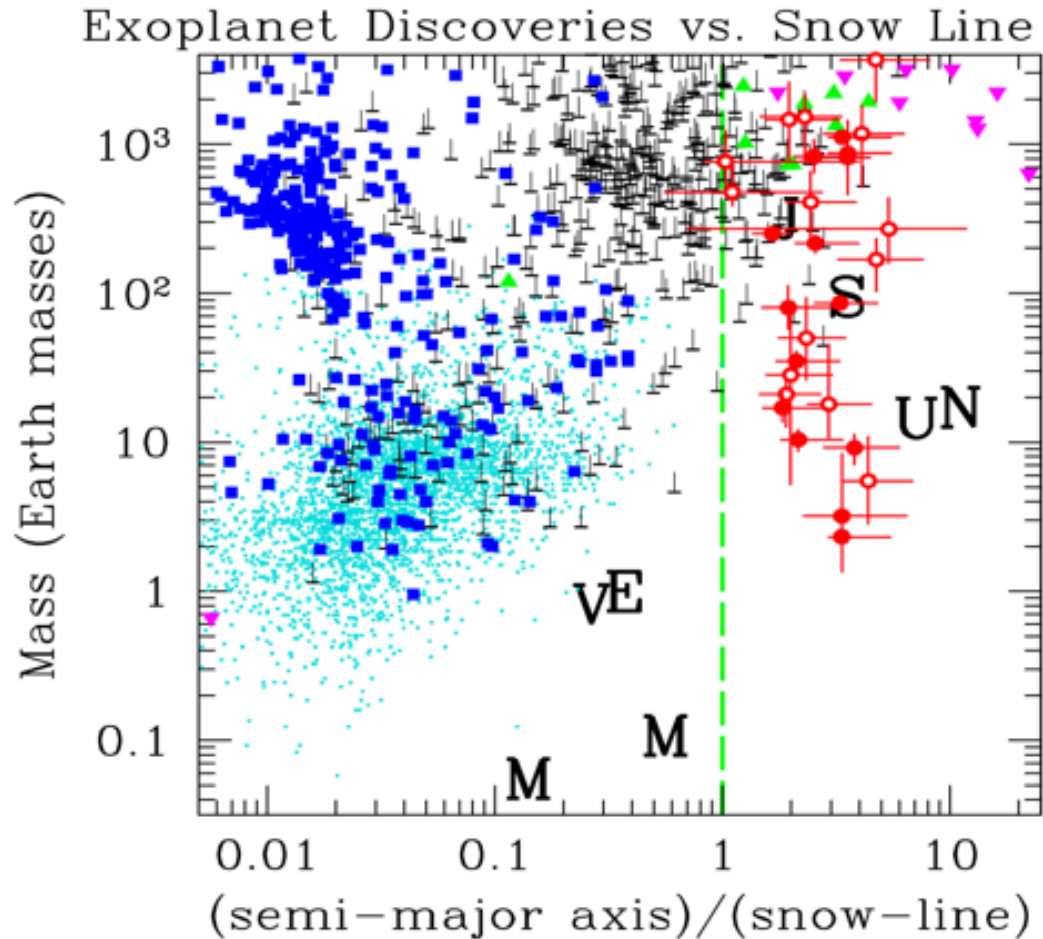 Exoplanet Discoveries vs. Snow Line
Mass (Earth masses)
10³
10²
10
1
0.1
J
S
U N
V E
M
M
0.01 0.1 1 10
(semi-major axis)/(snow-line)